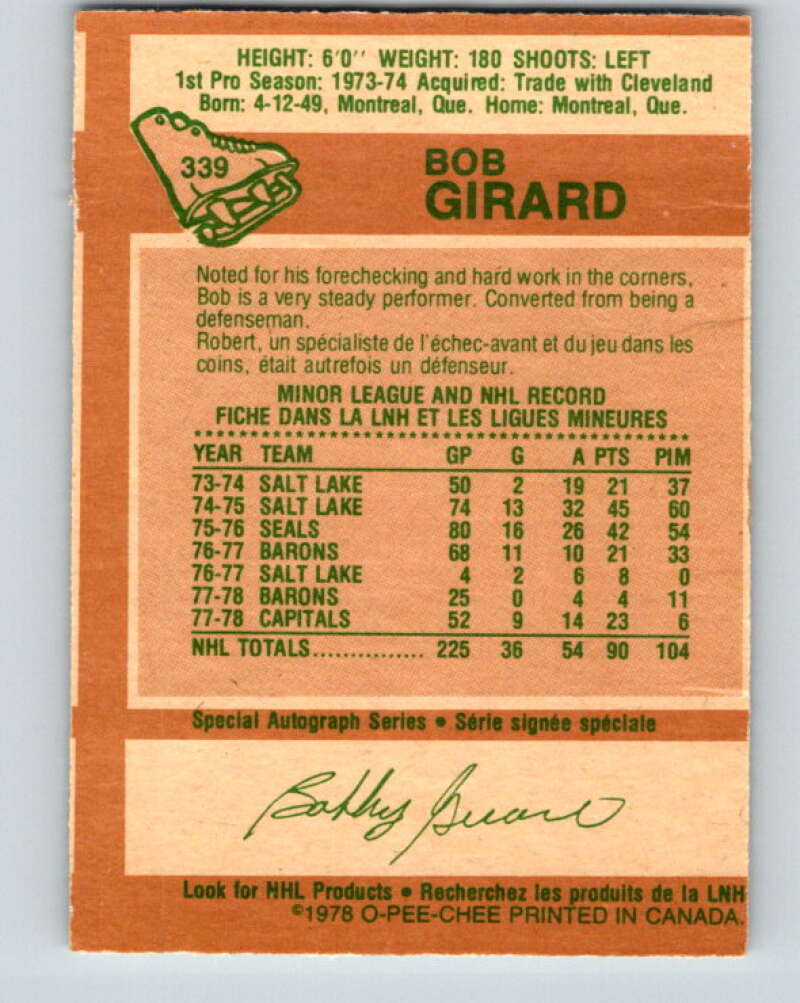 HEIGHT: 6'0'' WEIGHT: 180 SHOOTS: LEFT
1st Pro Season: 1973-74 Acquired: Trade with Cleveland
Born: 4-12-49, Montreal, Que. Home: Montreal, Que.
339
BOB
GIRARD
Noted for his forechecking and hard work in the corners,
Bob is a very steady performer. Converted from being a
defenseman.
Robert, un spécialiste de l'échec-avant et du jeu dans les
coins, était autrefois un défenseur.
MINOR LEAGUE AND NHL RECORD
FICHE DANS LA LNH ET LES LIGUES MINEURES
YEAR TEAM GP G A PTS PIM
73-74 SALT LAKE 50 2 19 21 37
74-75 SALT LAKE 74 13 32 45 60
75-76 SEALS 80 16 26 42 54
76-77 BARONS 68 11 10 21 33
76-77 SALT LAKE 4 2 6 8 0
77-78 BARONS 25 0 4 4 11
77-78 CAPITALS 52 9 14 23 6
NHL TOTALS............... 225 36 54 90 104
Special Autograph Series • Série signée spéciale
Bobby Girard
Look for NHL Products • Recherchez les produits de la LNH
©1978 O-PEE-CHEE PRINTED IN CANADA.